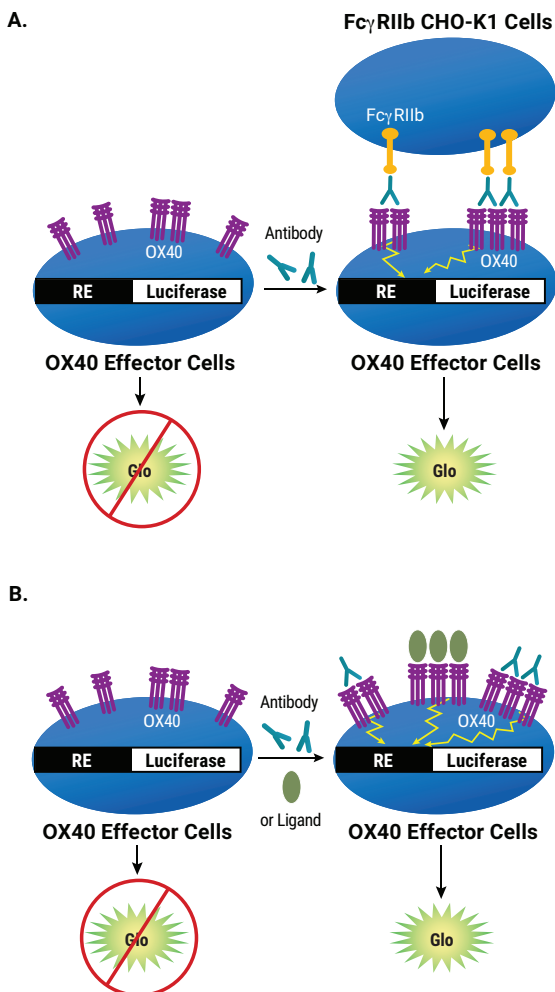 A.
FcγRIIb CHO-K1 Cells
FcγRIIb
OX40
Antibody
OX40
RE Luciferase
RE Luciferase
OX40 Effector Cells
OX40 Effector Cells
Glo
Glo
B.
OX40
Antibody
OX40
RE Luciferase
RE Luciferase
or Ligand
OX40 Effector Cells
OX40 Effector Cells
Glo
Glo